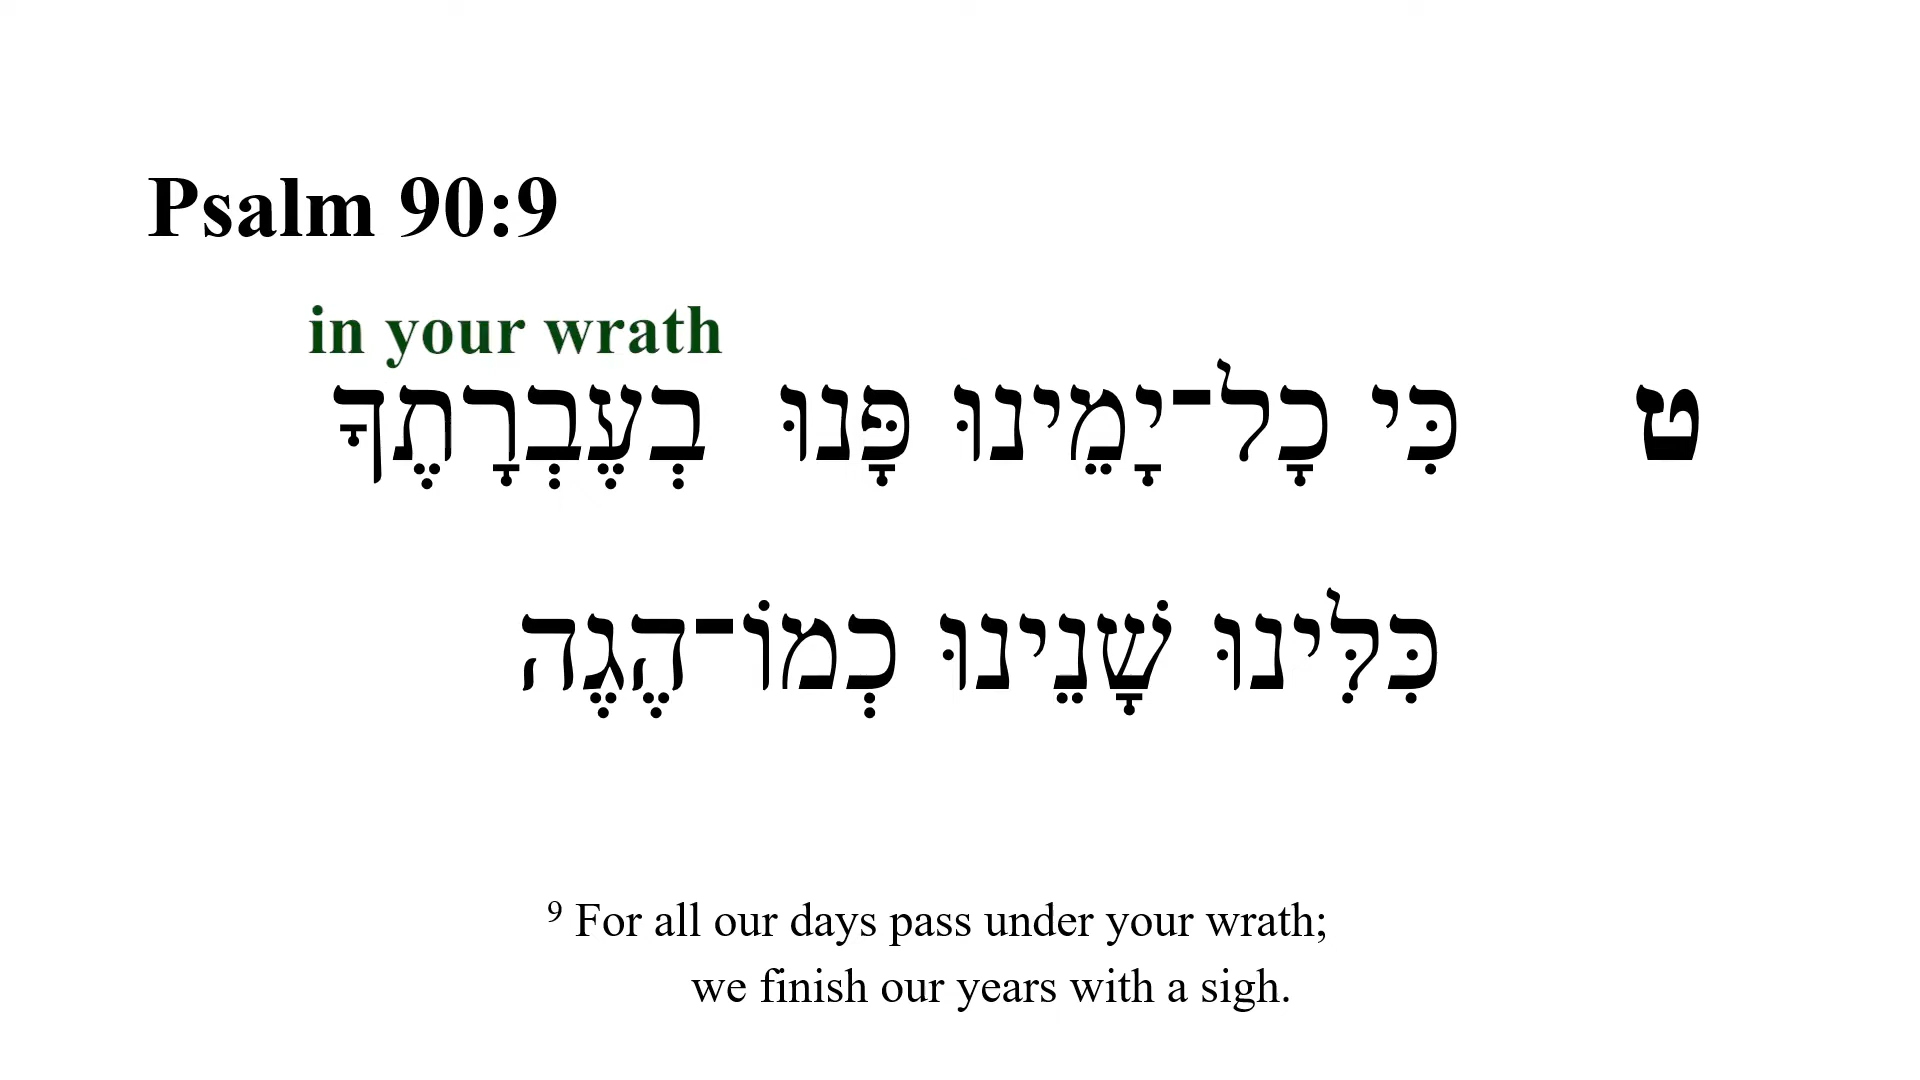 Psalm 90:9
in your wrath
ט כִּי כָל־יָמֵינוּ פָּנוּ בְעֶבְרָתֶךָ
כִּלִּינוּ שָׁנֵינוּ כְמוֹ־הֶגֶה
9 For all our days pass under your wrath;
we finish our years with a sigh.